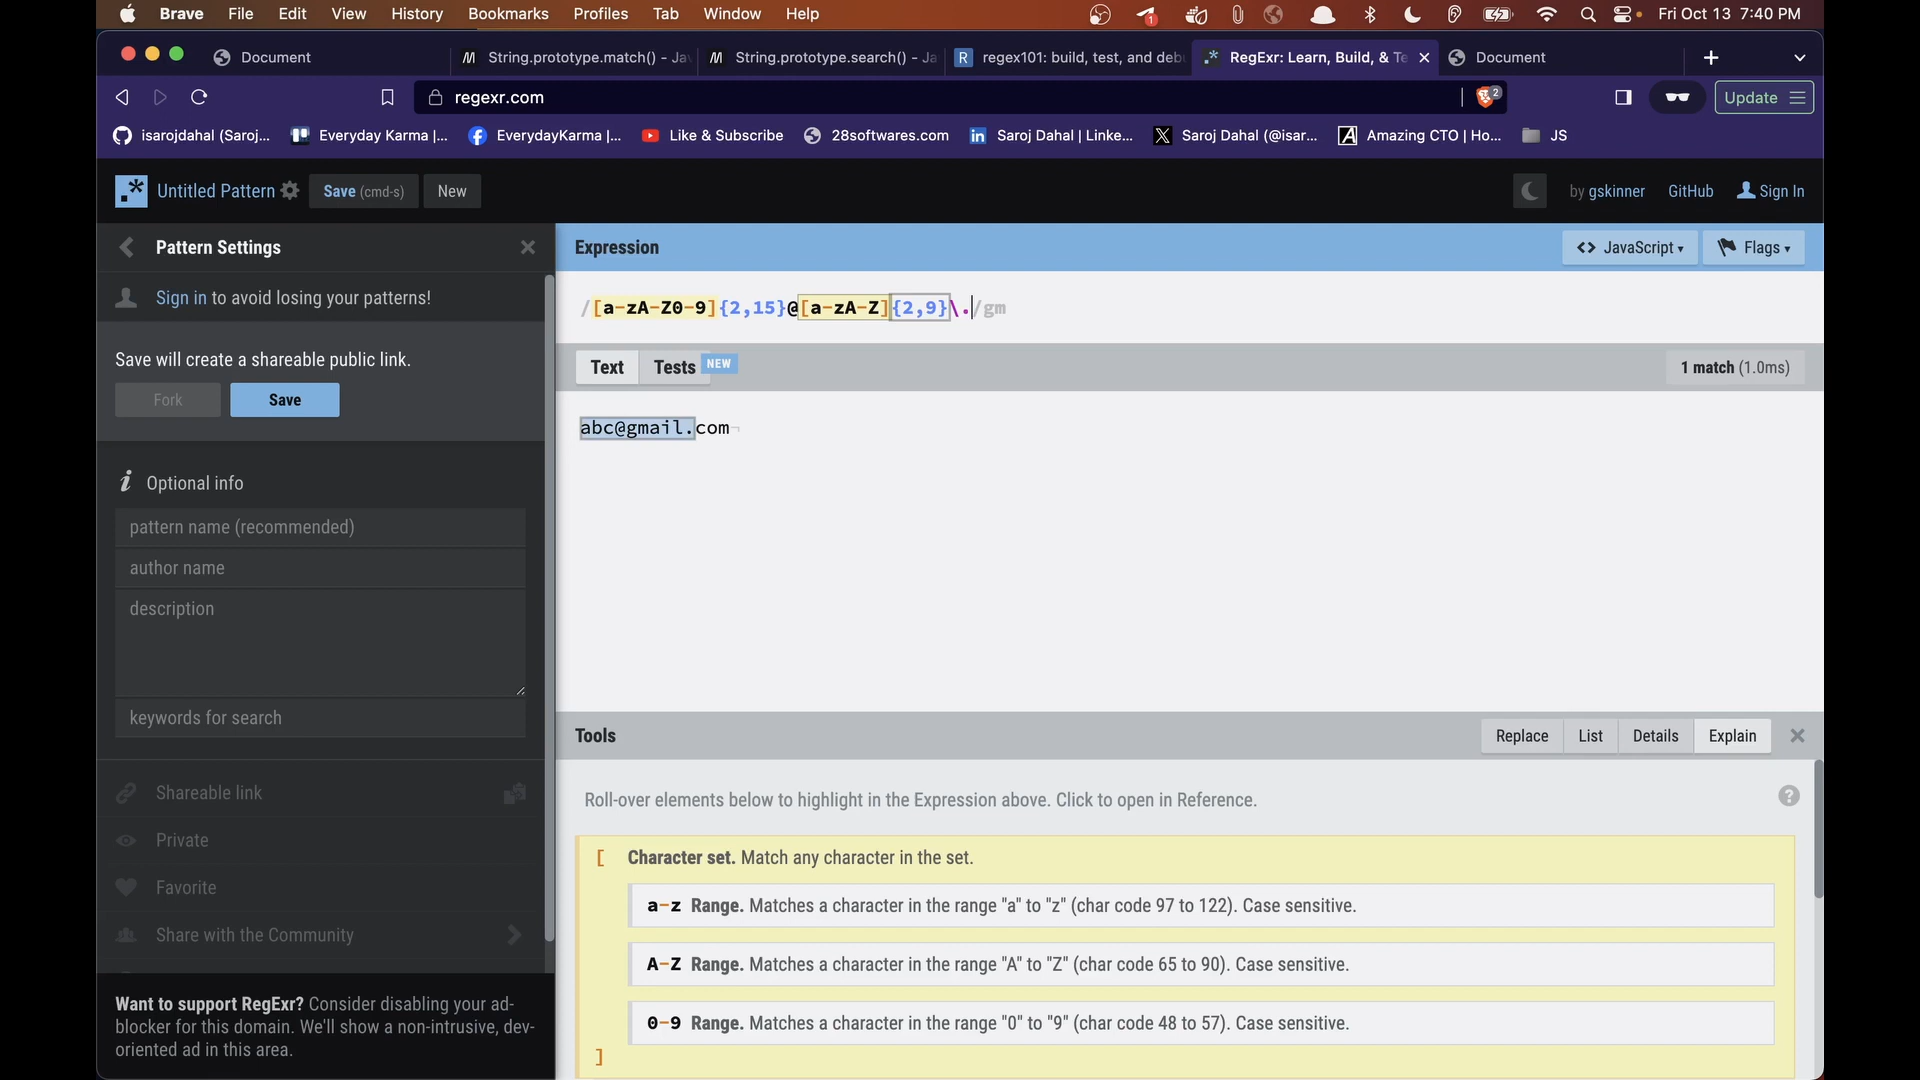 Brave File Edit View History Bookmarks Profiles Tab Window Help 1 Fri Oct 13 7:40 PM
Document String.prototype.match() - Ja String.prototype.search() - Ja R regex101: build, test, and deb RegExr: Learn, Build, & Te Document
regexr.com 2 Update
isarojdahal (Saroj... Everyday Karma |... EverydayKarma |... Like & Subscribe 28softwares.com Saroj Dahal | Linke... Saroj Dahal (@isar... Amazing CTO | Ho... JS
Untitled Pattern Save (cmd-s) New by gskinner GitHub Sign In
Pattern Settings
Expression
<> JavaScript Flags
Sign in to avoid losing your patterns!
/[a-zA-Z0-9]{2,15}@[a-zA-Z]{2,9}\./gm
Save will create a shareable public link.
Text Tests NEW 1 match (1.0ms)
Fork Save
abc@gmail.com
Optional info
pattern name (recommended)
author name
description
keywords for search
Tools Replace List Details Explain
Shareable link
Roll-over elements below to highlight in the Expression above. Click to open in Reference. ?
Private
[ Character set. Match any character in the set.
Favorite
a-z Range. Matches a character in the range "a" to "z" (char code 97 to 122). Case sensitive.
Share with the Community
A-Z Range. Matches a character in the range "A" to "Z" (char code 65 to 90). Case sensitive.
Want to support RegExr? Consider disabling your ad-
blocker for this domain. We'll show a non-intrusive, dev-
oriented ad in this area.
0-9 Range. Matches a character in the range "0" to "9" (char code 48 to 57). Case sensitive.
]